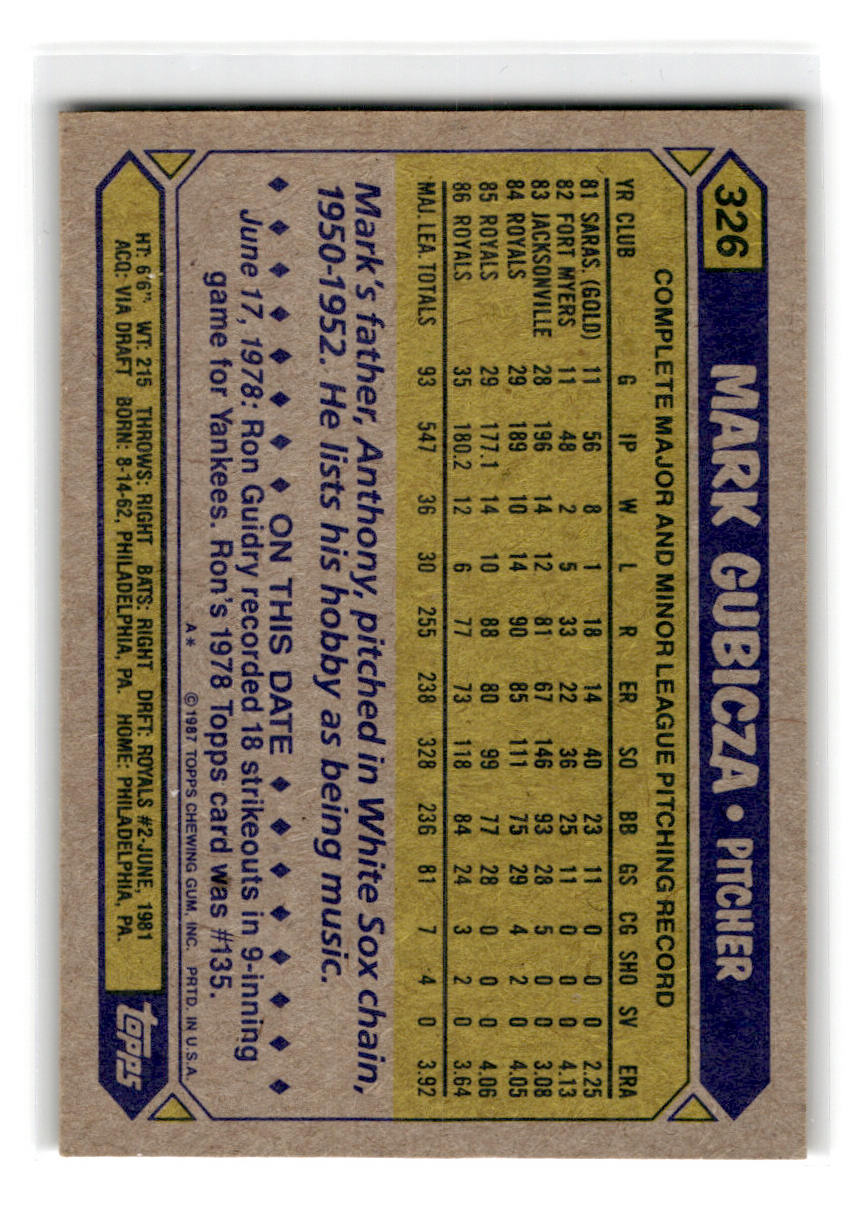 326 MARK GUBICZA • PITCHER
COMPLETE MAJOR AND MINOR LEAGUE PITCHING RECORD
YR CLUB G IP W L R ER SO BB GS CG SHO SV ERA
81 SARAS. (GOLD) 11 56 8 1 18 14 40 23 11 0 0 0 2.25
82 FORT MYERS 11 48 2 5 33 22 36 25 11 0 0 0 4.13
83 JACKSONVILLE 28 196 14 12 81 67 146 93 28 5 0 0 3.08
84 ROYALS 29 189 10 14 90 85 111 75 29 4 2 0 4.05
85 ROYALS 29 177.1 14 10 88 80 99 77 28 0 0 0 4.06
86 ROYALS 35 180.2 12 6 77 73 118 84 24 3 2 0 3.64
MAJ. LEA. TOTALS 93 547 36 30 255 238 328 236 81 7 4 0 3.92
Mark's father, Anthony, pitched in White Sox chain,
1950-1952. He lists his hobby as being music.
ON THIS DATE
June 17, 1978: Ron Guidry recorded 18 strikeouts in 9-inning
game for Yankees. Ron's 1978 Topps card was #135.
A* ©1987 TOPPS CHEWING GUM, INC. PRTD. IN U.S.A.
HT: 6'6" WT: 215 THROWS: RIGHT BATS: RIGHT DRFT: ROYALS #2-JUNE, 1981
ACQ: VIA DRAFT BORN: 8-14-62, PHILADELPHIA, PA. HOME: PHILADELPHIA, PA.
topps